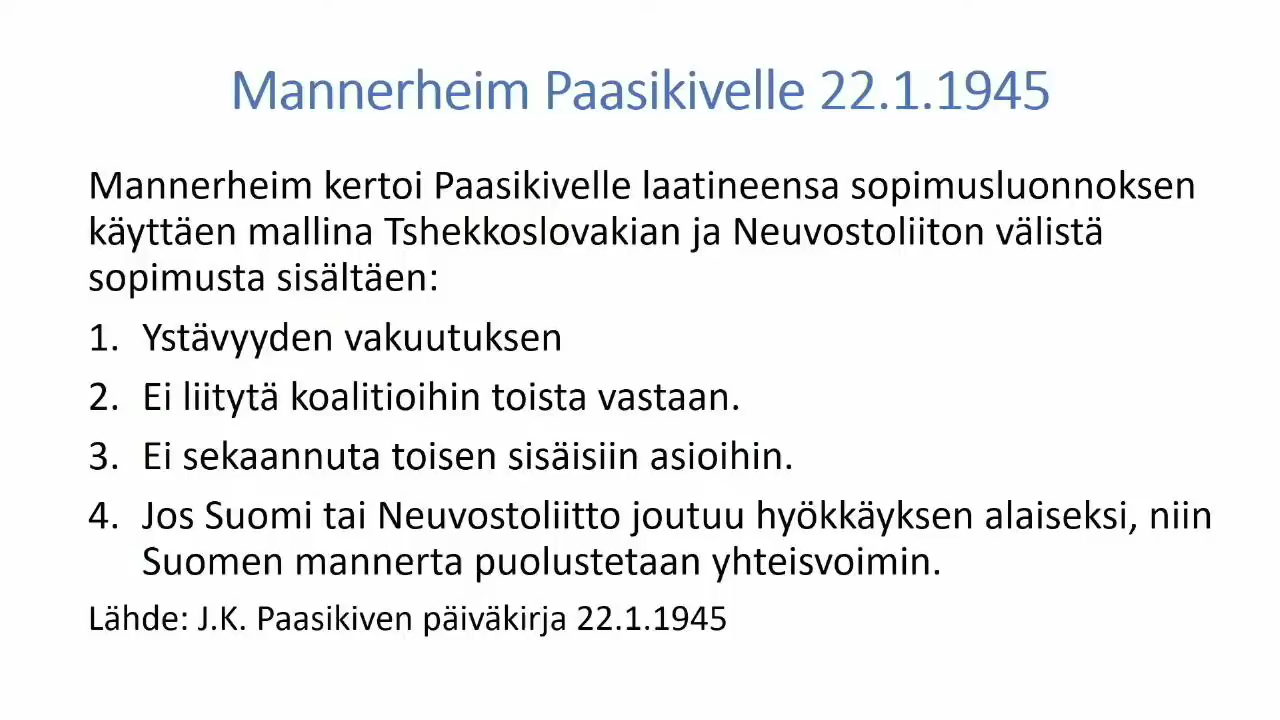 Mannerheim Paasikivelle 22.1.1945
Mannerheim kertoi Paasikivelle laatineensa sopimusluonnoksen
käyttäen mallina Tshekkoslovakian ja Neuvostoliiton välistä
sopimusta sisältäen:
1. Ystävyyden vakuutuksen
2. Ei liitytä koalitioihin toista vastaan.
3. Ei sekaannuta toisen sisäisiin asioihin.
4. Jos Suomi tai Neuvostoliitto joutuu hyökkäyksen alaiseksi, niin
Suomen mannerta puolustetaan yhteisvoimin.
Lähde: J.K. Paasikiven päiväkirja 22.1.1945